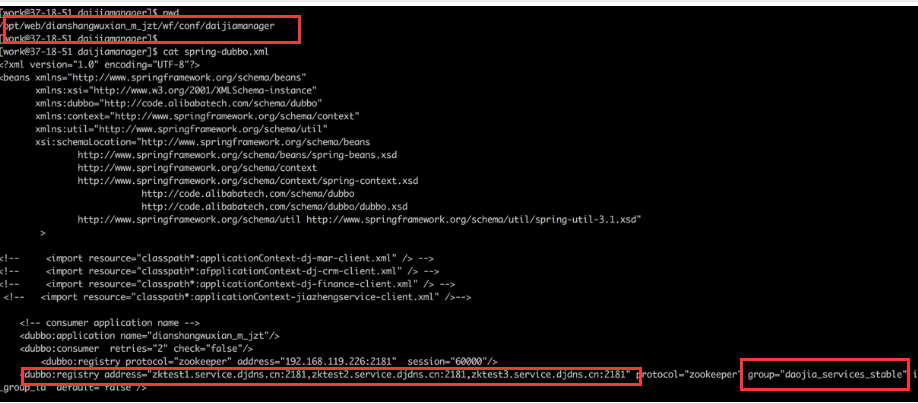 [work@37-18-51 daijiamanager]$ pwd
/opt/web/dianshangwuxian_m_jzt/wf/conf/daijiamanager
[work@37-18-51 daijiamanager]$
[work@37-18-51 daijiamanager]$ cat spring-dubbo.xml
<?xml version="1.0" encoding="UTF-8"?>
<beans xmlns="http://www.springframework.org/schema/beans"
xmlns:xsi="http://www.w3.org/2001/XMLSchema-instance"
xmlns:dubbo="http://code.alibabatech.com/schema/dubbo"
xmlns:context="http://www.springframework.org/schema/context"
xmlns:util="http://www.springframework.org/schema/util"
xsi:schemaLocation="http://www.springframework.org/schema/beans
http://www.springframework.org/schema/beans/spring-beans.xsd
http://www.springframework.org/schema/context
http://www.springframework.org/schema/context/spring-context.xsd
http://code.alibabatech.com/schema/dubbo
http://code.alibabatech.com/schema/dubbo/dubbo.xsd
http://www.springframework.org/schema/util http://www.springframework.org/schema/util/spring-util-3.1.xsd"
>
<!-- <import resource="classpath*:applicationContext-dj-mar-client.xml" /> -->
<!-- <import resource="classpath*:afpplicationContext-dj-crm-client.xml" /> -->
<!-- <import resource="classpath*:applicationContext-dj-finance-client.xml" /> -->
<!-- <import resource="classpath*:applicationContext-jiazhengservice-client.xml" />-->
<!-- consumer application name -->
<dubbo:application name="dianshangwuxian_m_jzt"/>
<dubbo:consumer retries="2" check="false"/>
<dubbo:registry protocol="zookeeper" address="192.168.119.226:2181" session="60000"/>
<dubbo:registry address="zktest1.service.djdns.cn:2181,zktest2.service.djdns.cn:2181,zktest3.service.djdns.cn:2181" protocol="zookeeper" group="daojia_services_stable" i